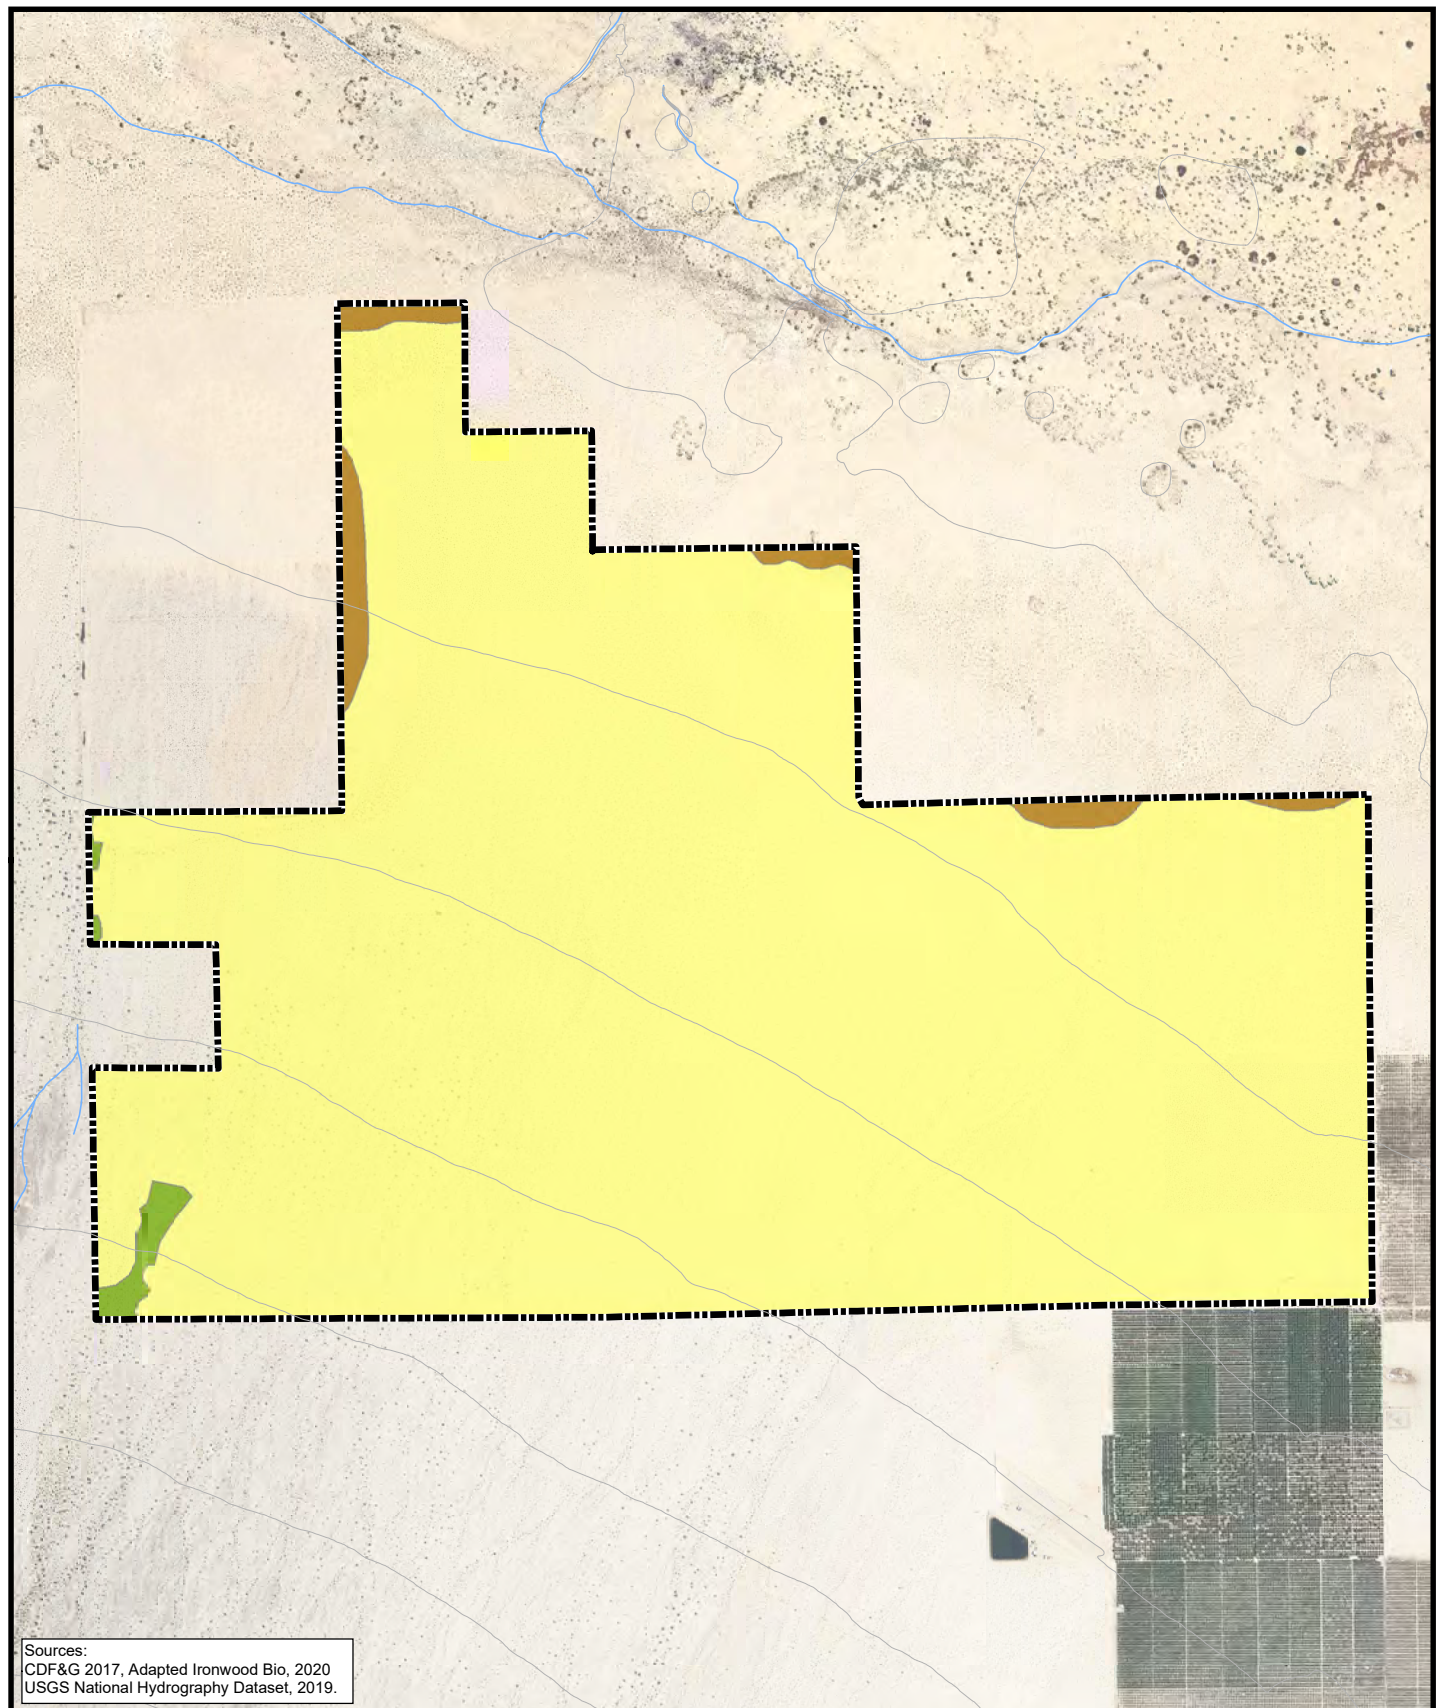 Sources:
CDF&G 2017, Adapted Ironwood Bio, 2020
USGS National Hydrography Dataset, 2019.